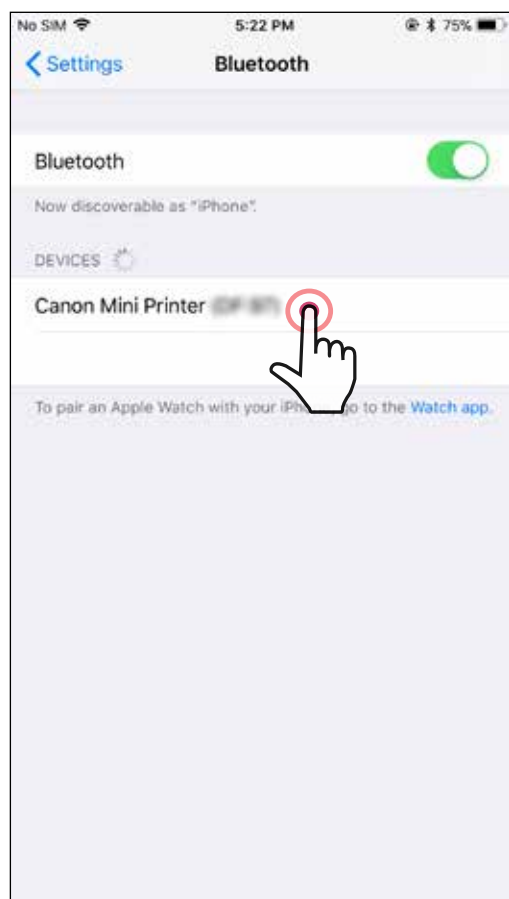 No SIM 5:22 PM 75%
Settings Bluetooth
Bluetooth
Now discoverable as "iPhone".
DEVICES
Canon Mini Printer
To pair an Apple Watch with your go to the Watch app.